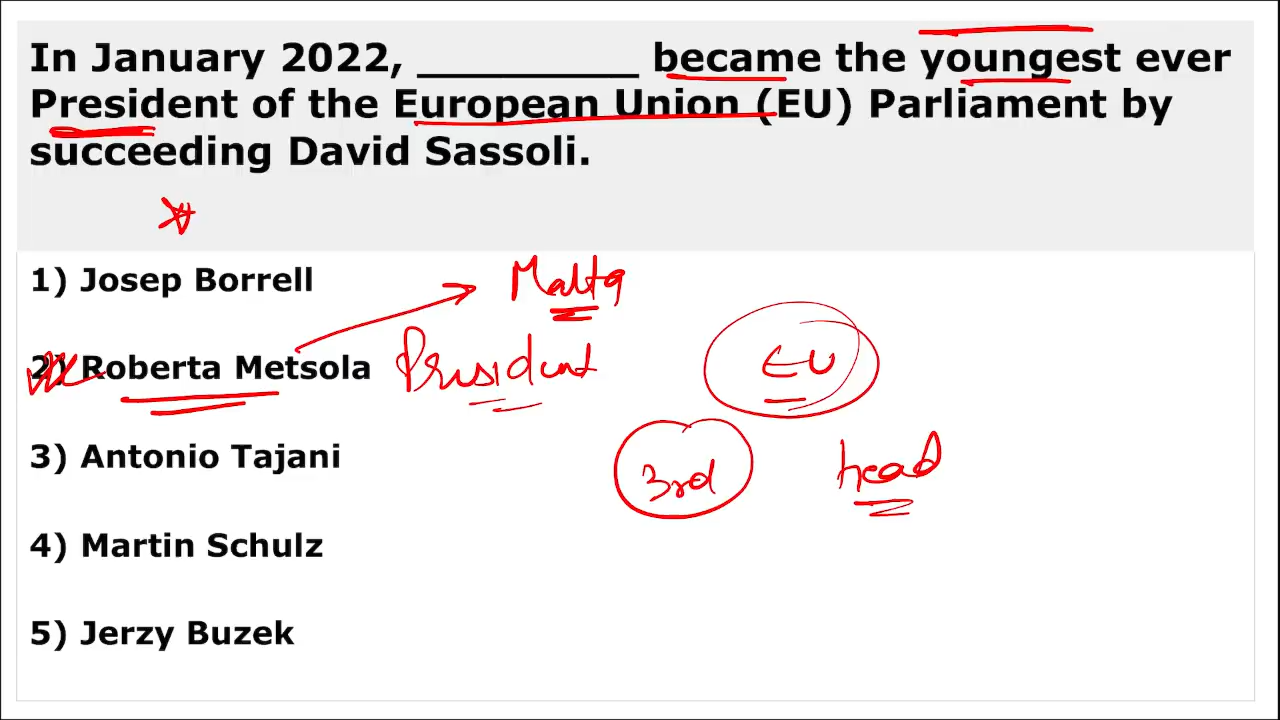 In January 2022, __________ became the youngest ever
President of the European Union (EU) Parliament by
succeeding David Sassoli.
1) Josep Borrell
Malta
2) Roberta Metsola
President
EU
3) Antonio Tajani
3rd
head
4) Martin Schulz
5) Jerzy Buzek